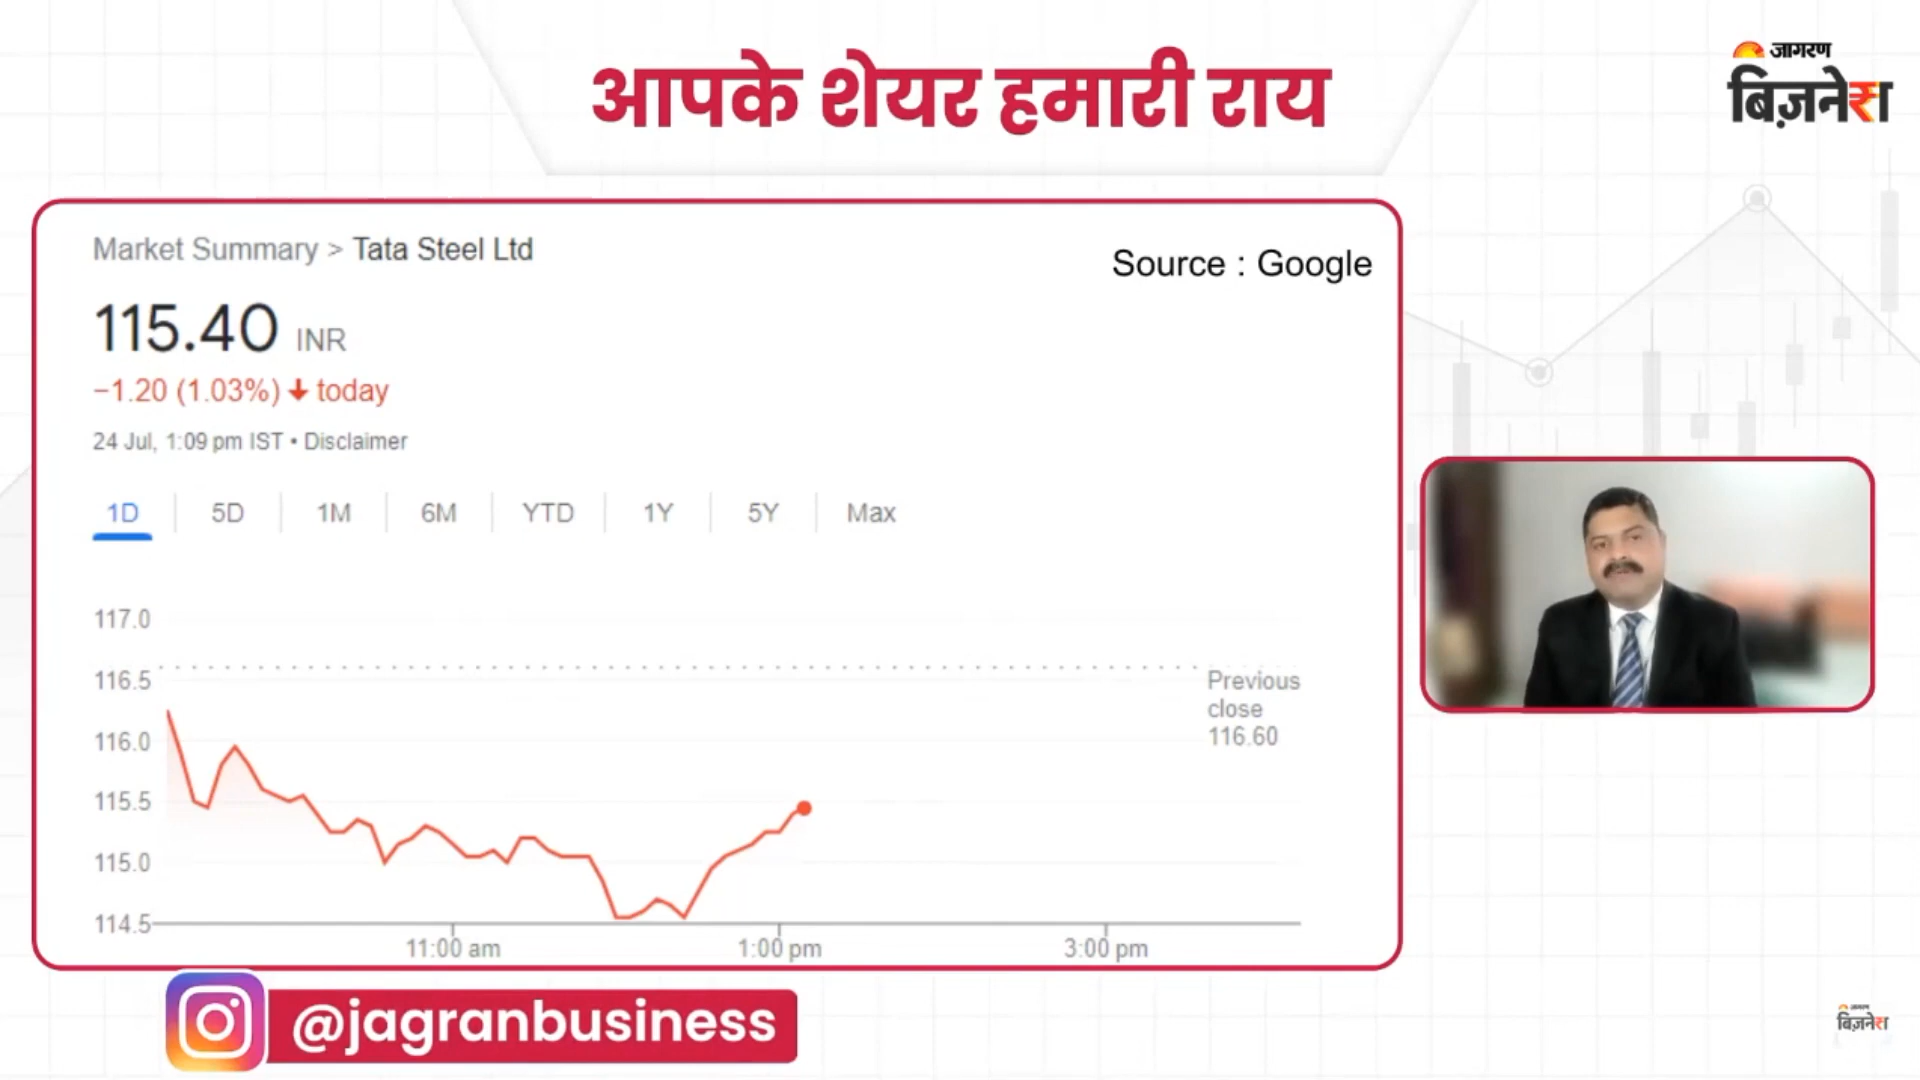 आपके शेयर हमारी राय
जागरण
बिज़नेस
Market Summary > Tata Steel Ltd
Source : Google
115.40 INR
−1.20 (1.03%) ↓ today
24 Jul, 1:09 pm IST • Disclaimer
1D 5D 1M 6M YTD 1Y 5Y Max
117.0
116.5
Previous
close
116.60
116.0
115.5
115.0
114.5
11:00 am 1:00 pm 3:00 pm
@jagranbusiness
जागरण
बिज़नेस